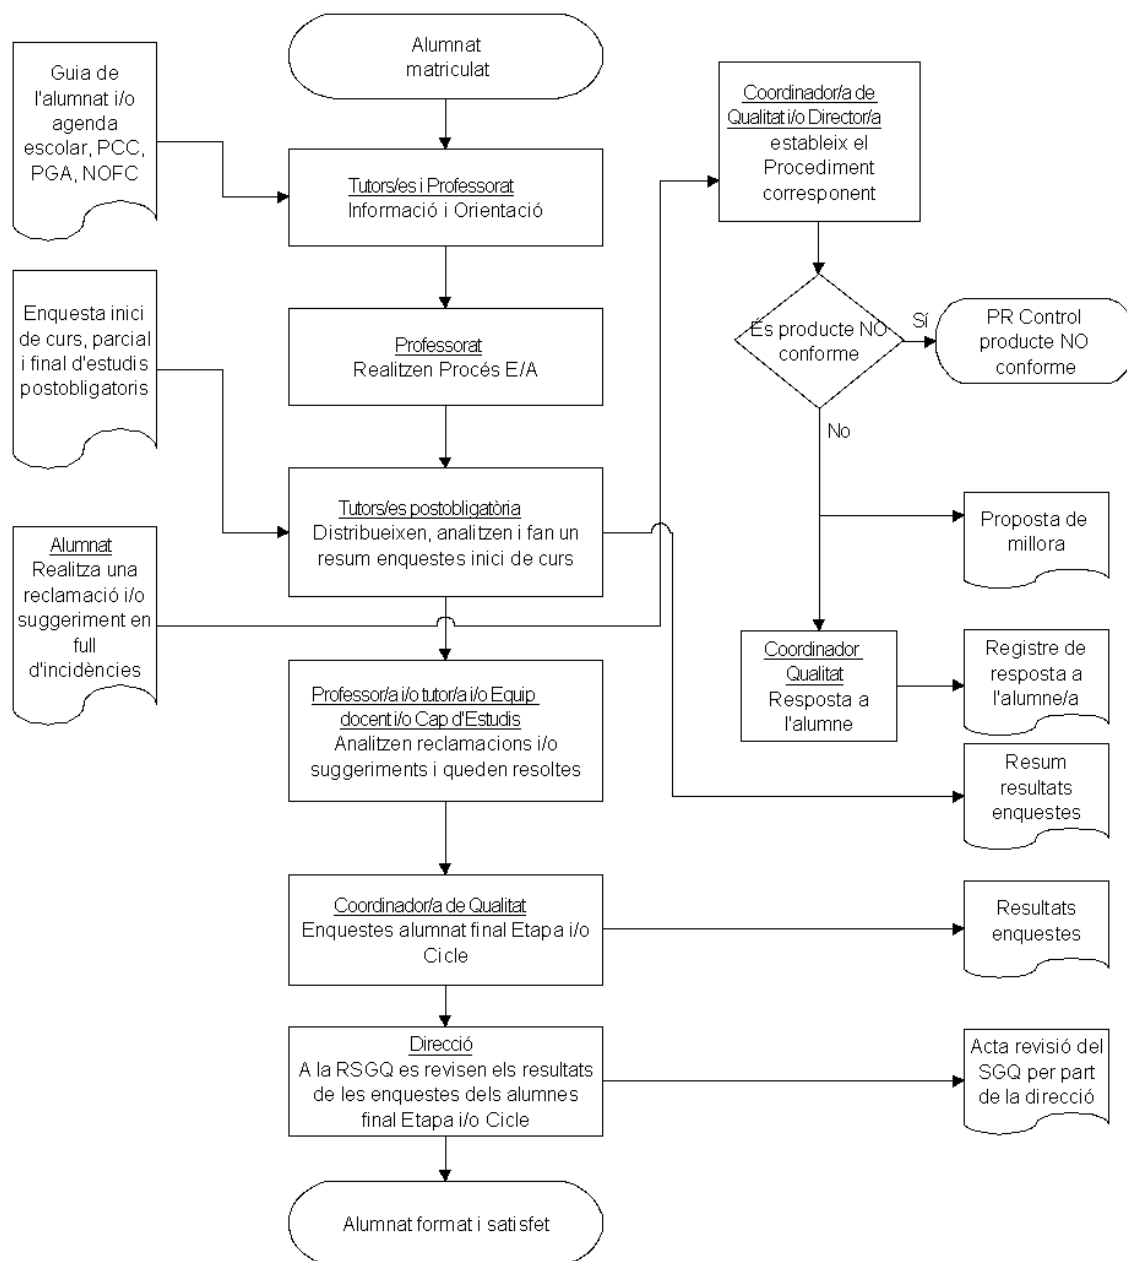 Alumnat
matriculat
Guia de
l'alumnat i/o
agenda
escolar, PCC,
PGA, NOFC
Tutors/es i Professorat
Informació i Orientació
Enquesta inici
de curs, parcial
i final d'estudis
postobligatoris
Professorat
Realitzen Procés E/A
Tutors/es postobligatòria
Distribueixen, analitzen i fan un
resum enquestes inici de curs
Alumnat
Realitza una
reclamació i/o
suggeriment en
full
d'incidències
Professor/a i/o tutor/a i/o Equip
docent i/o Cap d'Estudis
Analitzen reclamacions i/o
suggeriments i queden resoltes
Coordinador/a de Qualitat
Enquestes alumnat final Etapa i/o
Cicle
Direcció
A la RSGQ es revisen els resultats
de les enquestes dels alumnes
final Etapa i/o Cicle
Alumnat format i satisfet
Coordinador/a de
Qualitat i/o Director/a
estableix el
Procediment
corresponent
És producte NO
conforme
Sí
PR Control
producte NO
conforme
No
Proposta de
millora
Coordinador
Qualitat
Resposta a
l'alumne
Registre de
resposta a
l'alumne/a
Resum
resultats
enquestes
Resultats
enquestes
Acta revisió del
SGQ per part
de la direcció